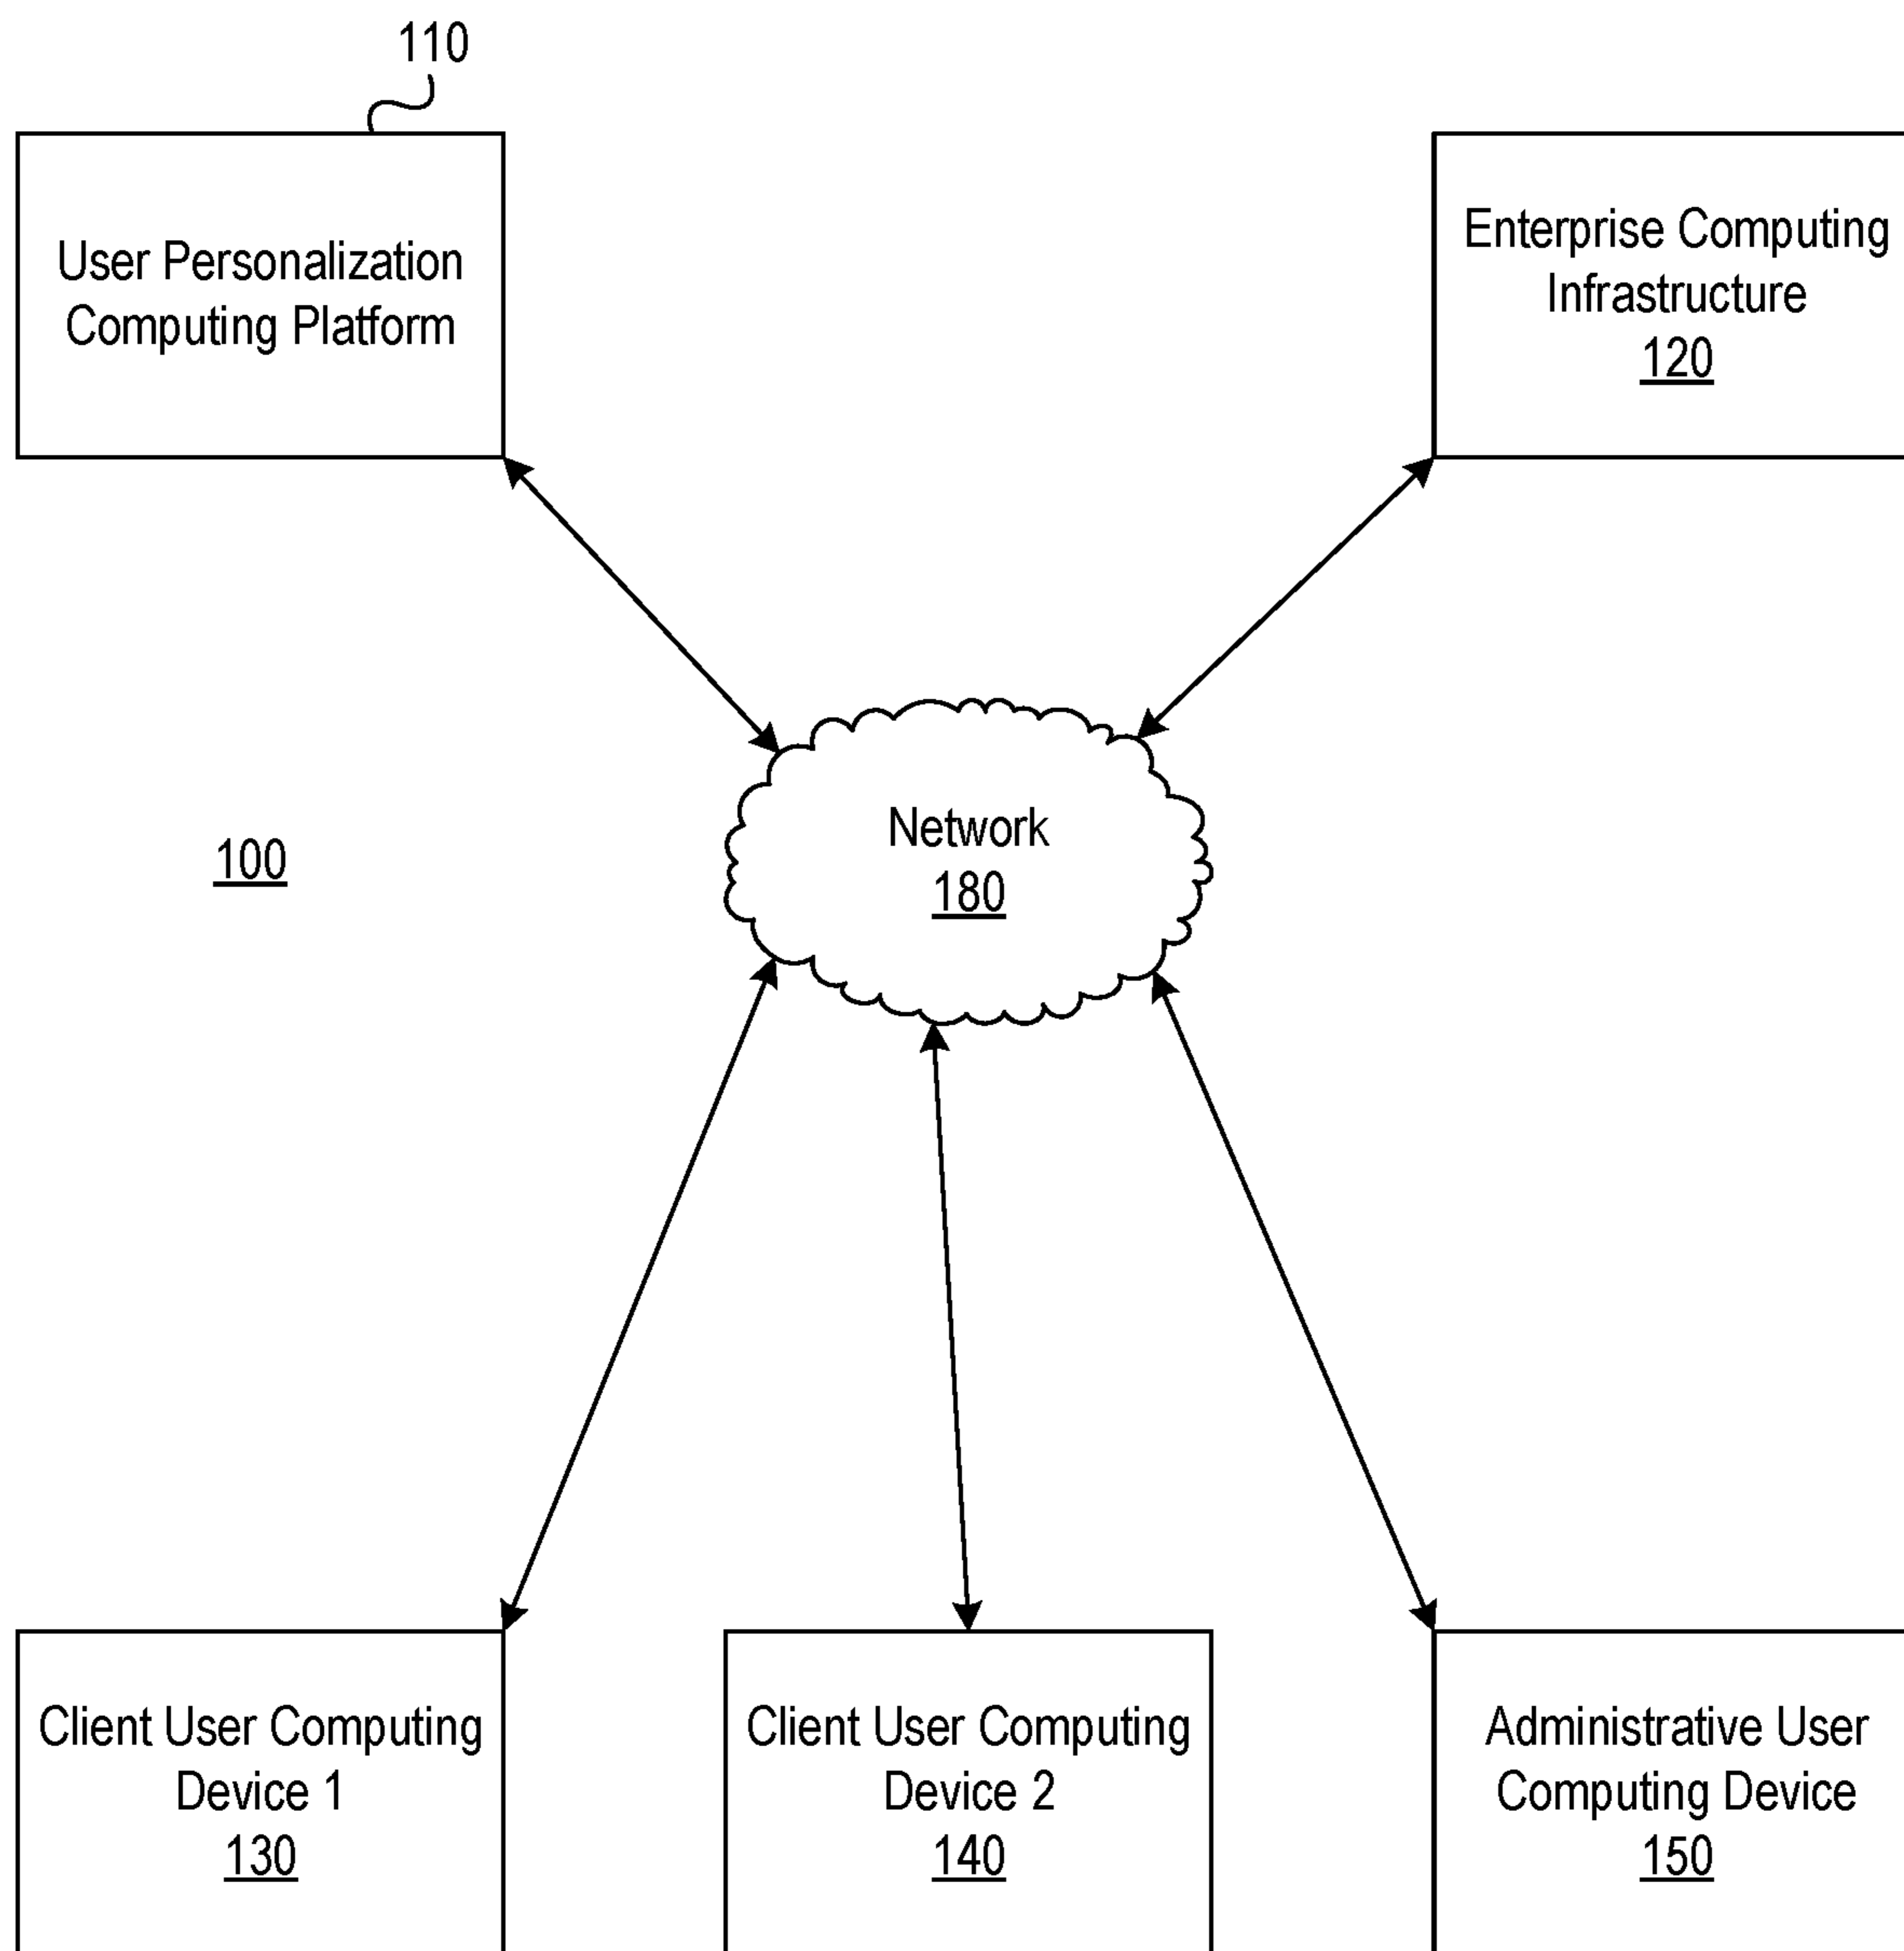 110
User Personalization
Computing Platform
Enterprise Computing
Infrastructure
120
100
Network
180
Client User Computing
Device 1
130
Client User Computing
Device 2
140
Administrative User
Computing Device
150